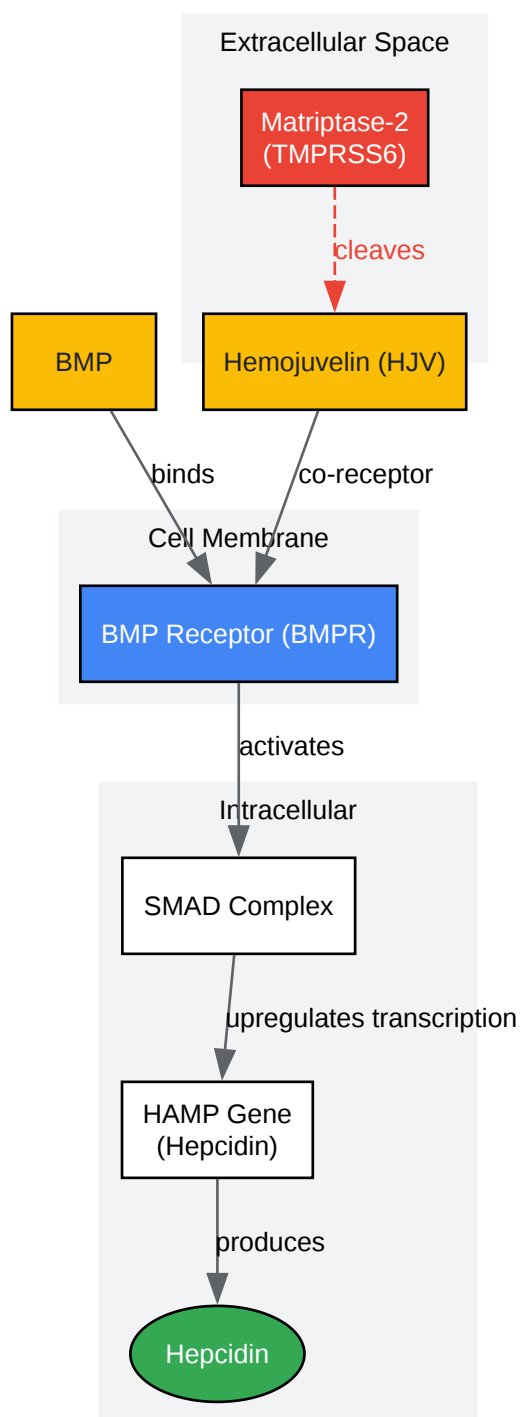 Extracellular Space
Matriptase-2
(TMPRSS6)
cleaves
BMP
Hemojuvelin (HJV)
binds
co-receptor
Cell Membrane
BMP Receptor (BMPR)
activates
Intracellular
SMAD Complex
upregulates transcription
HAMP Gene
(Hepcidin)
produces
Hepcidin